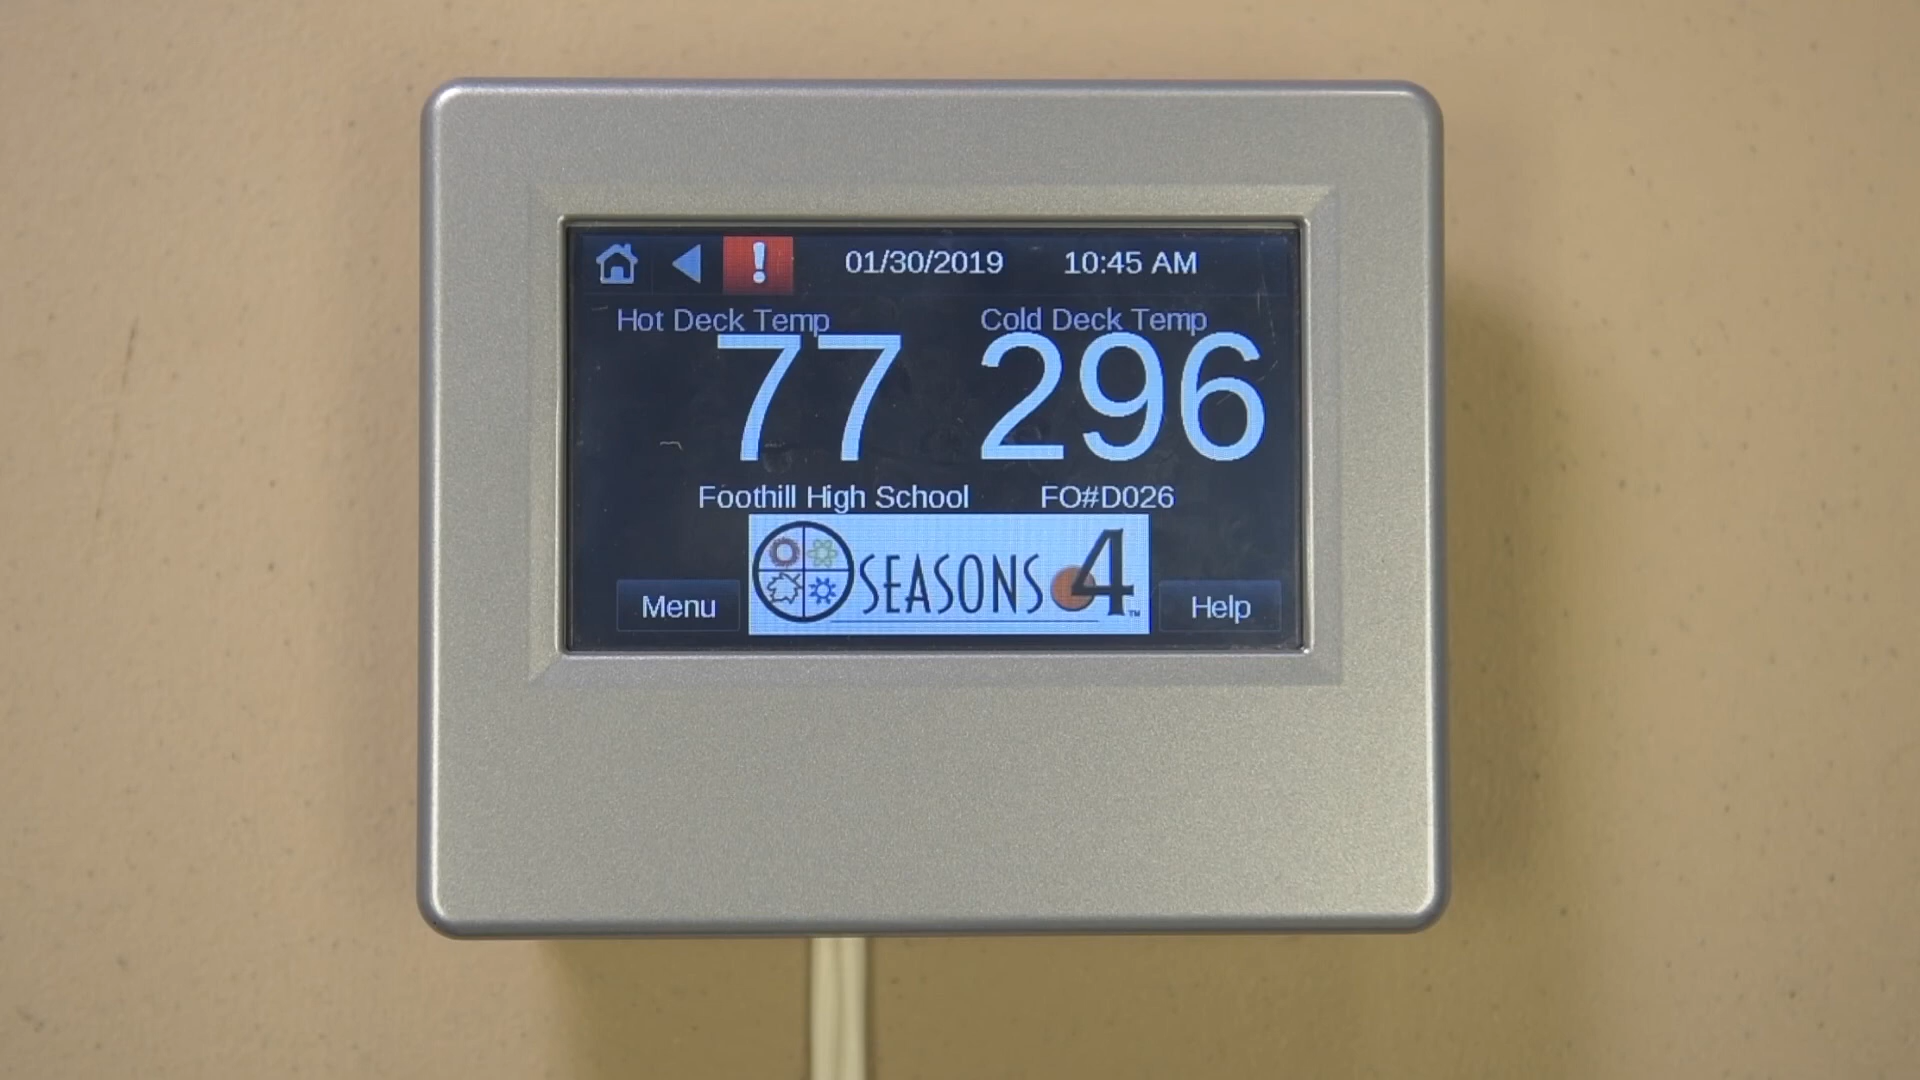 ! 01/30/2019 10:45 AM
Hot Deck Temp Cold Deck Temp
77 296
Foothill High School FO#D026
SEASONS 4™
Menu Help